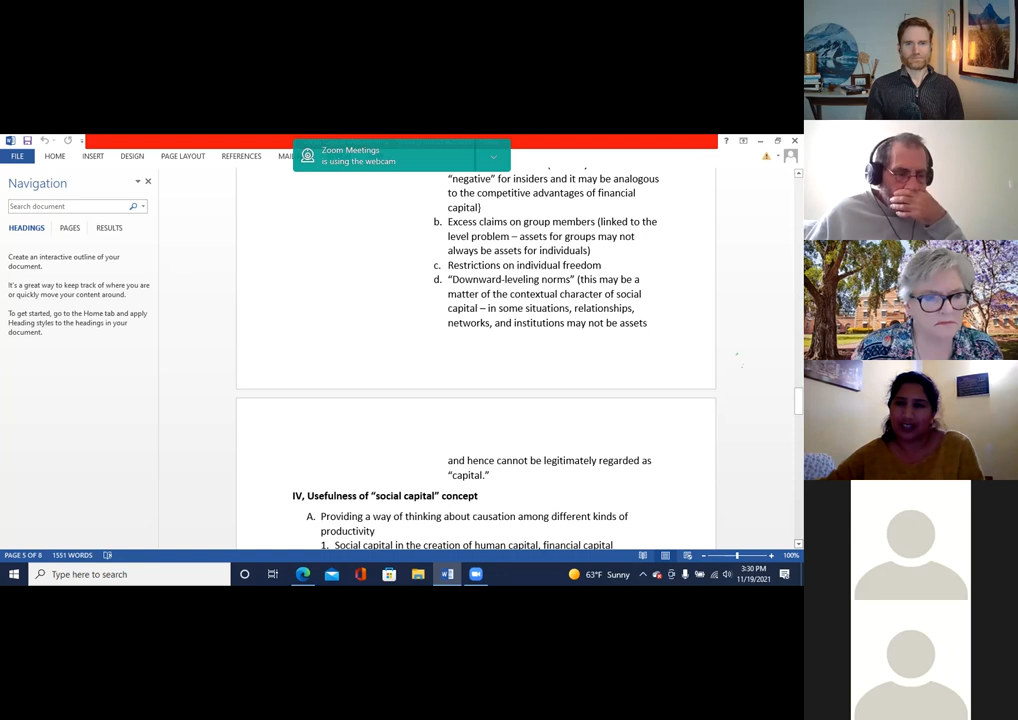 Zoom Meetings
is using the webcam
?
FILE
HOME
INSERT
DESIGN
PAGE LAYOUT
REFERENCES
MAIL
Navigation
Search document
HEADINGS
PAGES
RESULTS
Create an interactive outline of your
document.
It's a great way to keep track of where you are
or quickly move your content around.
To get started, go to the Home tab and apply
Heading styles to the headings in your
document.
"negative" for insiders and it may be analogous
to the competitive advantages of financial
capital}
b. Excess claims on group members (linked to the
level problem – assets for groups may not
always be assets for individuals)
c. Restrictions on individual freedom
d. "Downward-leveling norms" (this may be a
matter of the contextual character of social
capital – in some situations, relationships,
networks, and institutions may not be assets
and hence cannot be legitimately regarded as
"capital."
IV, Usefulness of "social capital" concept
A. Providing a way of thinking about causation among different kinds of
productivity
1. Social capital in the creation of human capital, financial capital
PAGE 5 OF 8
1551 WORDS
100%
Type here to search
63°F Sunny
3:30 PM
11/19/2021